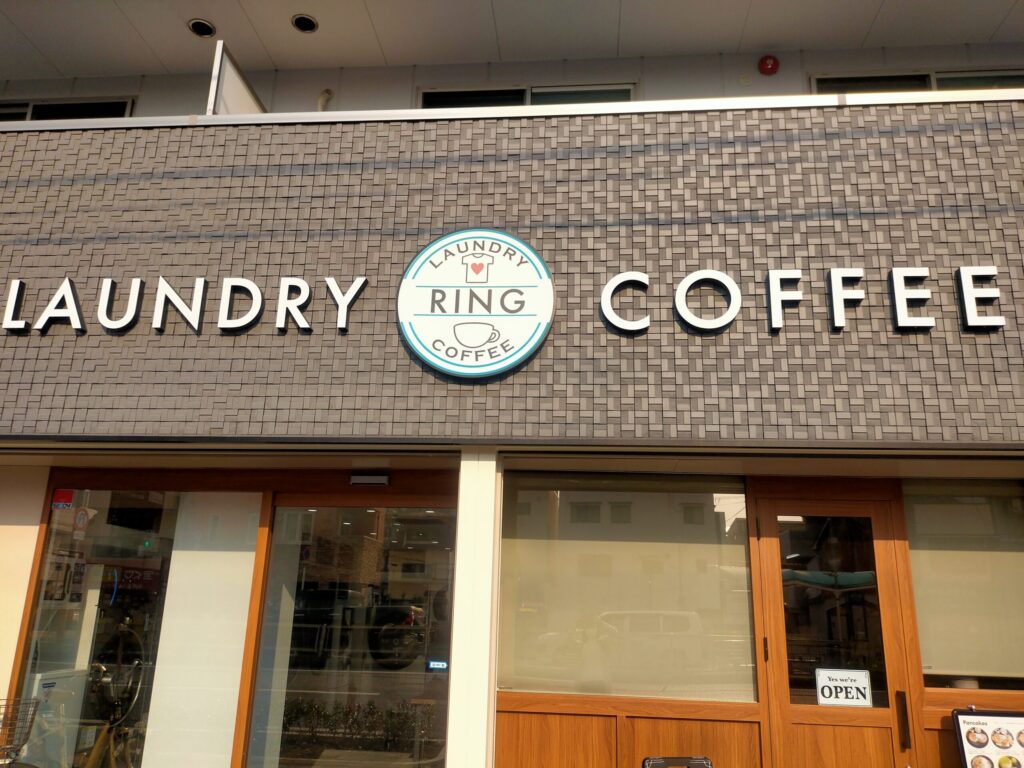 LAUNDRY
LAUNDRY
RING
COFFEE
COFFEE
Yes we're
OPEN
Pancakes